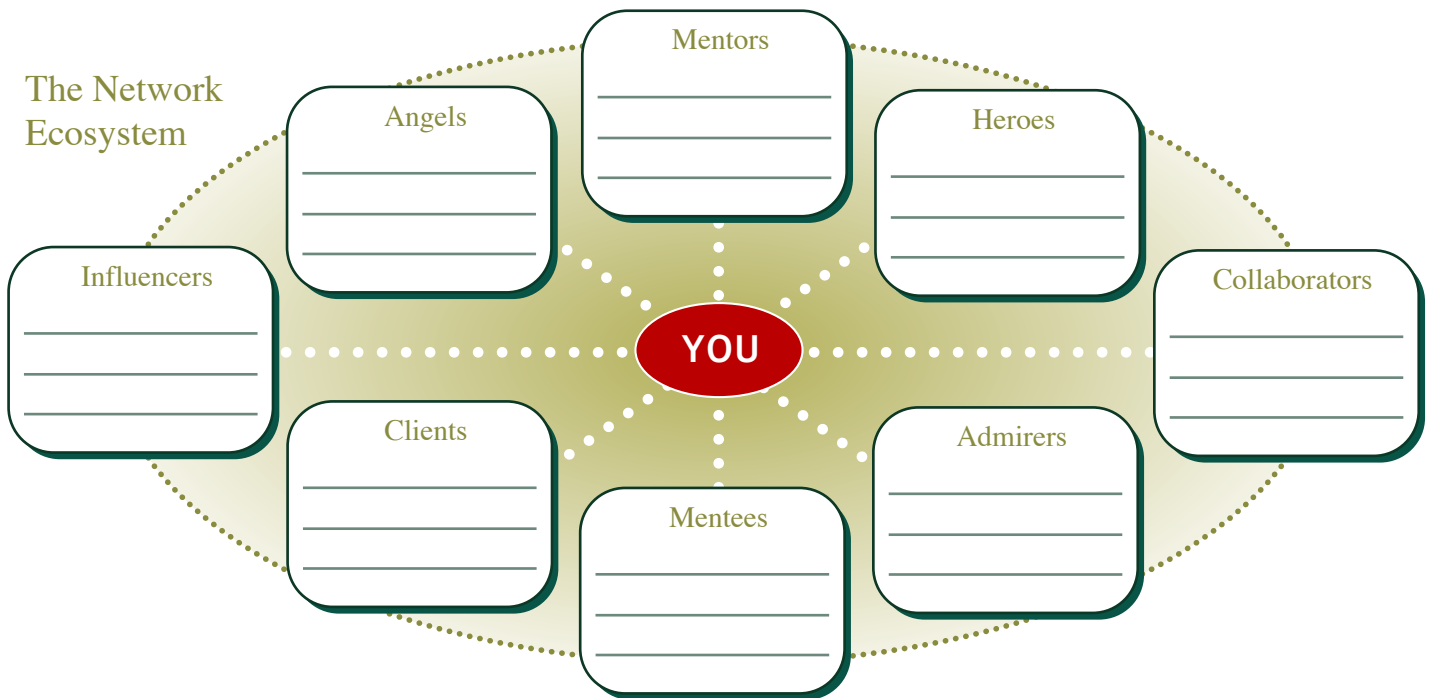 The Network
Ecosystem
Mentors
Angels
Heroes
Influencers
Collaborators
YOU
Clients
Admirers
Mentees